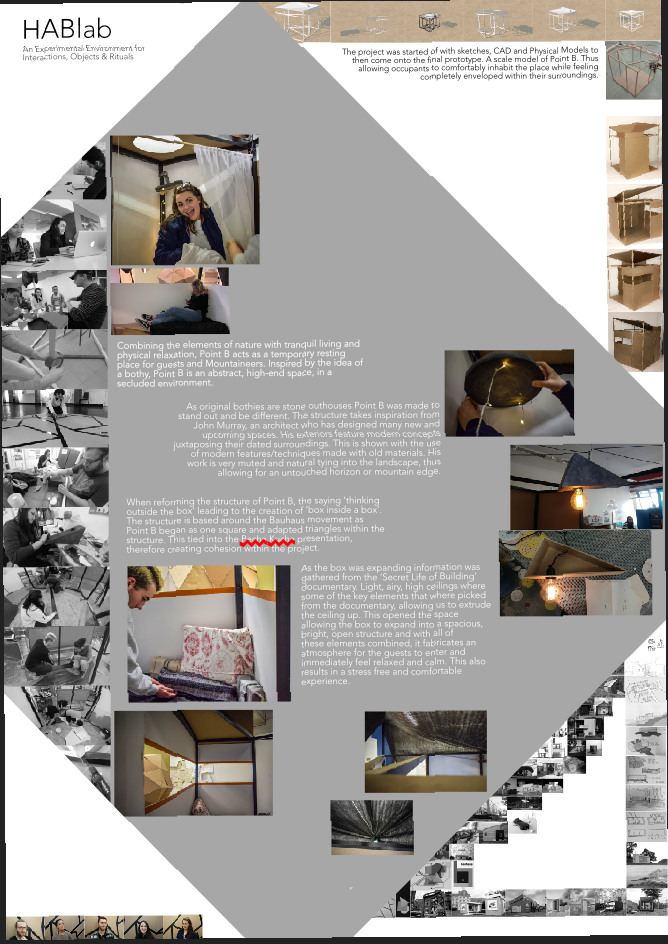 HABlab
An Experimental Environment for
Interactions, Objects & Rituals
The project was started of with sketches, CAD and Physical Models to
then come onto the final prototype. A scale model of Point B. Thus
allowing occupants to comfortably inhabit the place while feeling
completely enveloped within their surroundings.
Combining the elements of nature with tranquil living and
physical relaxation, Point B acts as a temporary resting
place for guests and Mountaineers. Inspired by the idea of
a bothy, Point B is an abstract, high-end space, in a
secluded environment.
As original bothies are stone outhouses Point B was made to
stand out and be different. The structure takes inspiration from
John Murray, an architect who has designed many new and
upcoming spaces. His exteriors feature modern concepts
juxtaposing their dated surroundings. This is shown with the use
of modern features/techniques made with old materials. His
work is very muted and natural tying into the landscape, thus
allowing for an untouched horizon or mountain edge.
When reforming the structure of Point B, the saying 'thinking
outside the box' leading to the creation of 'box inside a box'.
The structure is based around the Bauhaus movement as
Point B began as one square and adapted triangles within the
structure. This tied into the presentation,
therefore creating cohesion within the project.
As the box was expanding information was
gathered from the 'Secret Life of Building'
documentary. Light, airy, high ceilings where
some of the key elements that where picked
from the documentary, allowing us to extrude
the ceiling up. This opened the space
allowing the box to expand into a spacious,
bright, open structure and with all of
these elements combined, it fabricates an
atmosphere for the guests to enter and
immediately feel relaxed and calm. This also
results in a stress free and comfortable
experience.